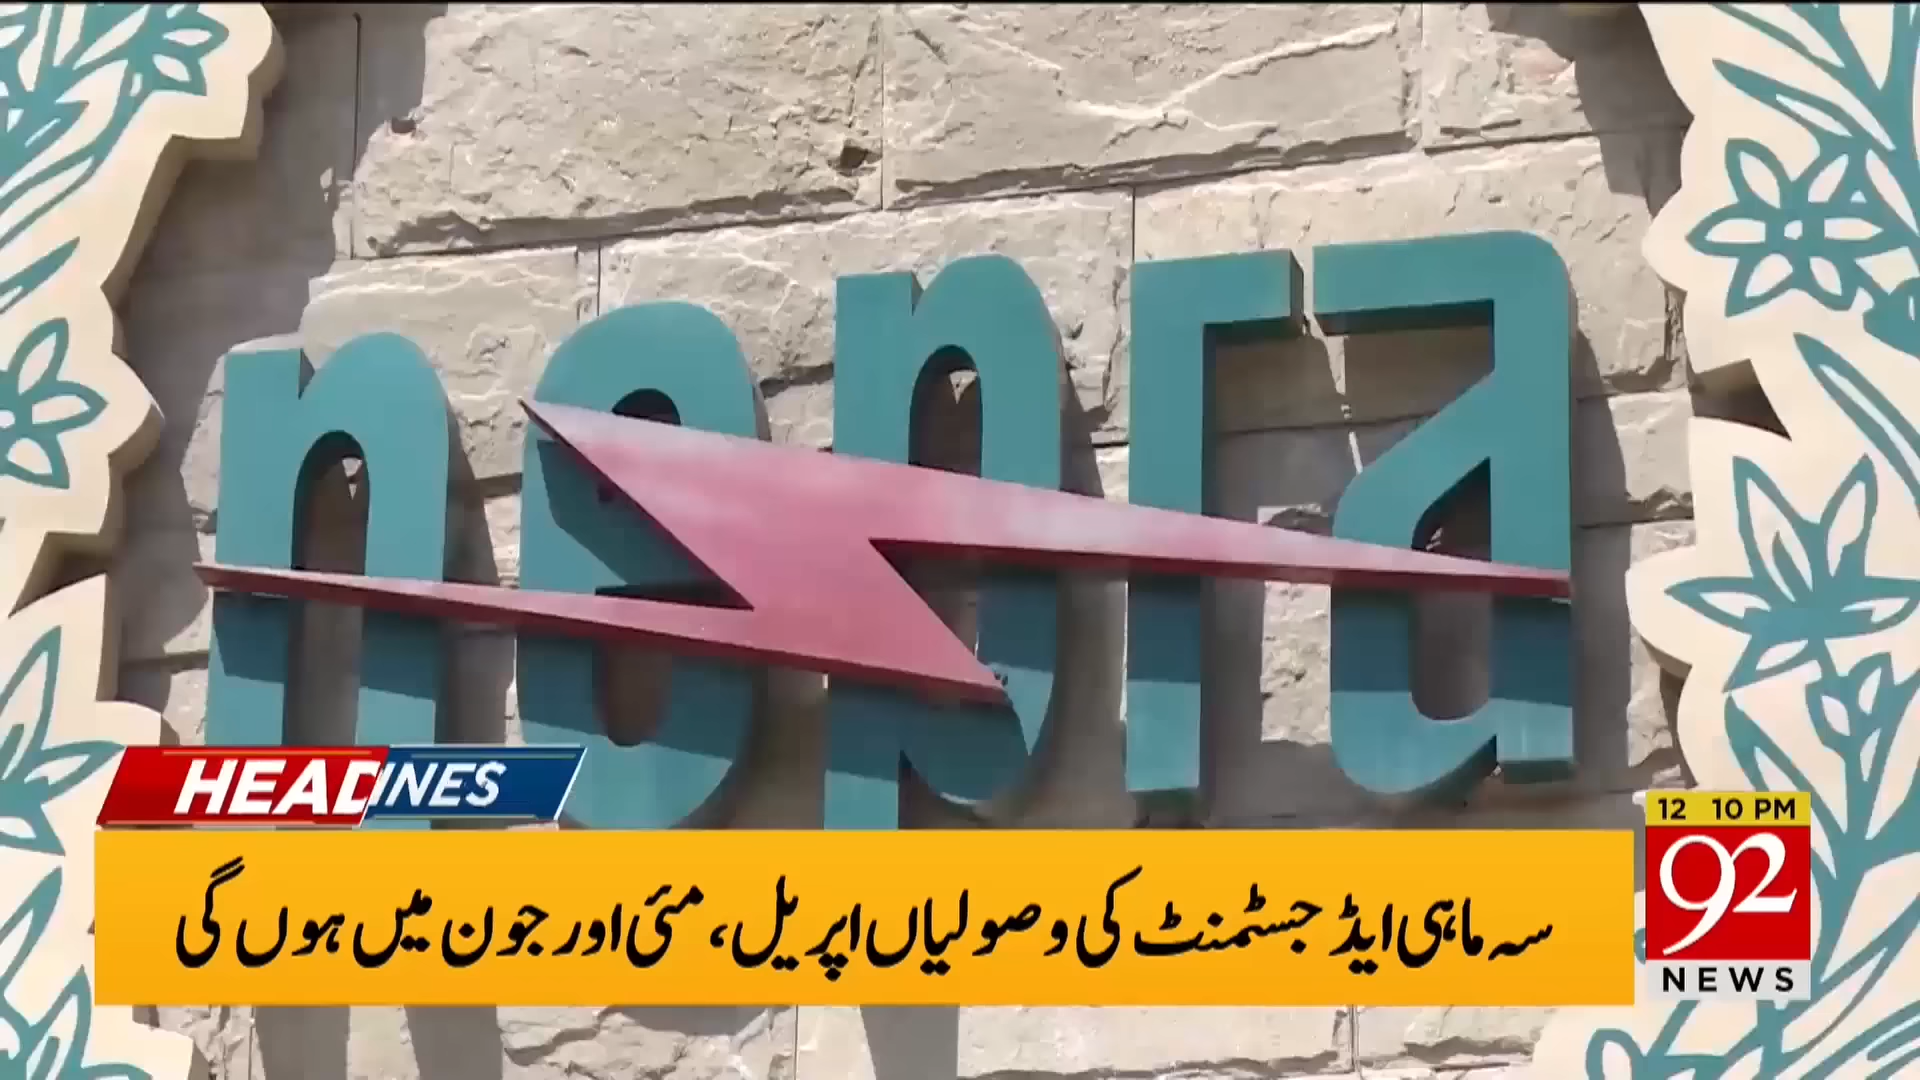 nepra
HEADLINES
سہ ماہی ایڈجسٹمنٹ کی وصولیاں اپریل، مئی اور جون میں ہوں گی
12 10 PM
92
NEWS